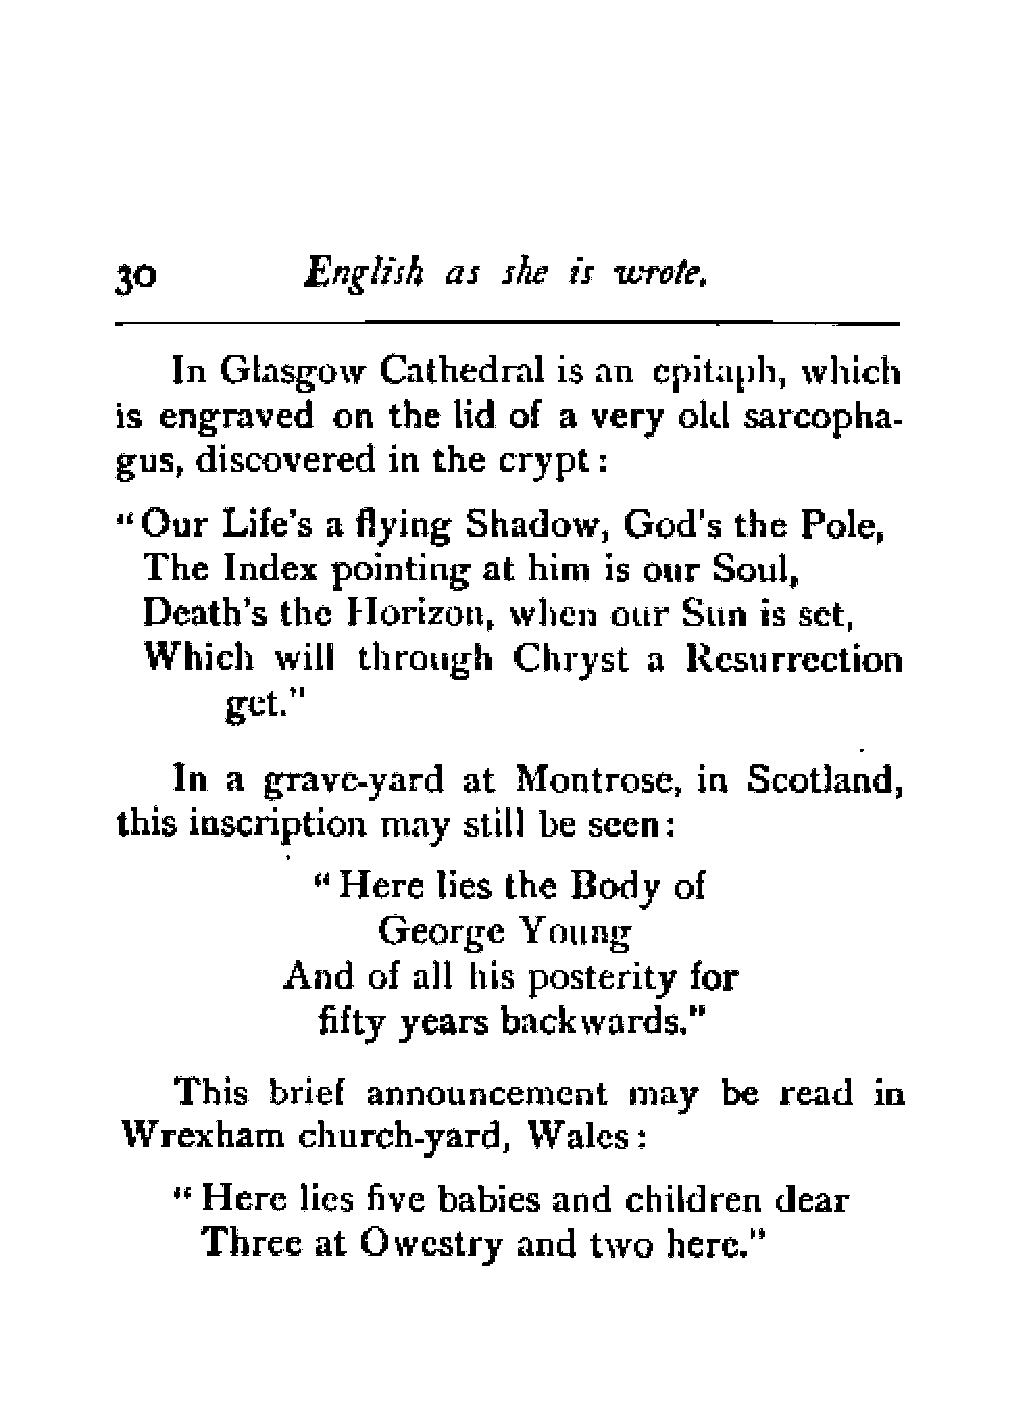 30 English as she is wrote.
In Glasgow Cathedral is an epitaph, which
is engraved on the lid of a very old sarcopha-
gus, discovered in the crypt:
"Our Life's a flying Shadow, God's the Pole,
The Index pointing at him is our Soul,
Death's the Horizon, when our Sun is set,
Which will through Chryst a Resurrection
get."
In a grave-yard at Montrose, in Scotland,
this inscription may still be seen:
"Here lies the Body of
George Young
And of all his posterity for
fifty years backwards."
This brief announcement may be read in
Wrexham church-yard, Wales:
"Here lies five babies and children dear
Three at Owestry and two here."